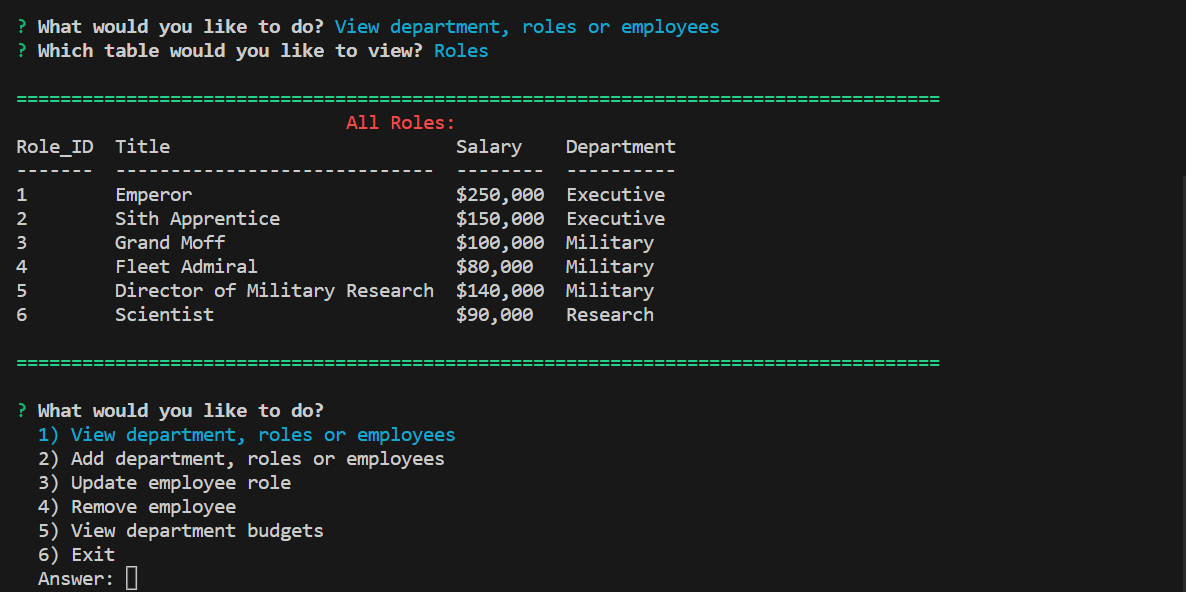 ? What would you like to do? View department, roles or employees
? Which table would you like to view? Roles
====================================================================================
All Roles:
Role_ID  Title                          Salary    Department
-------  -----------------------------  --------  ----------
1        Emperor                        $250,000  Executive
2        Sith Apprentice                $150,000  Executive
3        Grand Moff                     $100,000  Military
4        Fleet Admiral                  $80,000   Military
5        Director of Military Research  $140,000  Military
6        Scientist                      $90,000   Research
====================================================================================
? What would you like to do?
1) View department, roles or employees
2) Add department, roles or employees
3) Update employee role
4) Remove employee
5) View department budgets
6) Exit
Answer: